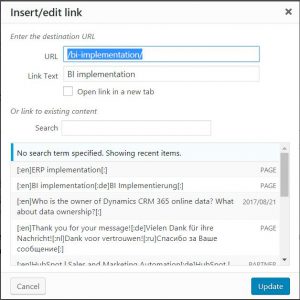 Insert/edit link
Enter the destination URL
URL /bi-implementation/
Link Text BI implementation
Open link in a new tab
Or link to existing content
Search
No search term specified. Showing recent items.
[:en]ERP implementation[:] PAGE
[:en]BI implementation[:de]BI Implementierung[:] PAGE
[:en]Who is the owner of Dynamics CRM 365 online data? What 2017/08/21
about data ownership?[:]
[:en]Thank you for your message![:de]Vielen Dank für ihre PAGE
Nachricht![:nl]Dank voor vertrouwen![:ru]Спасибо за Ваше
сообщение[:]
[:en]HubSpot | Sales and Marketing Automation[:de]HubSpot | PARTNER
Cancel
Update